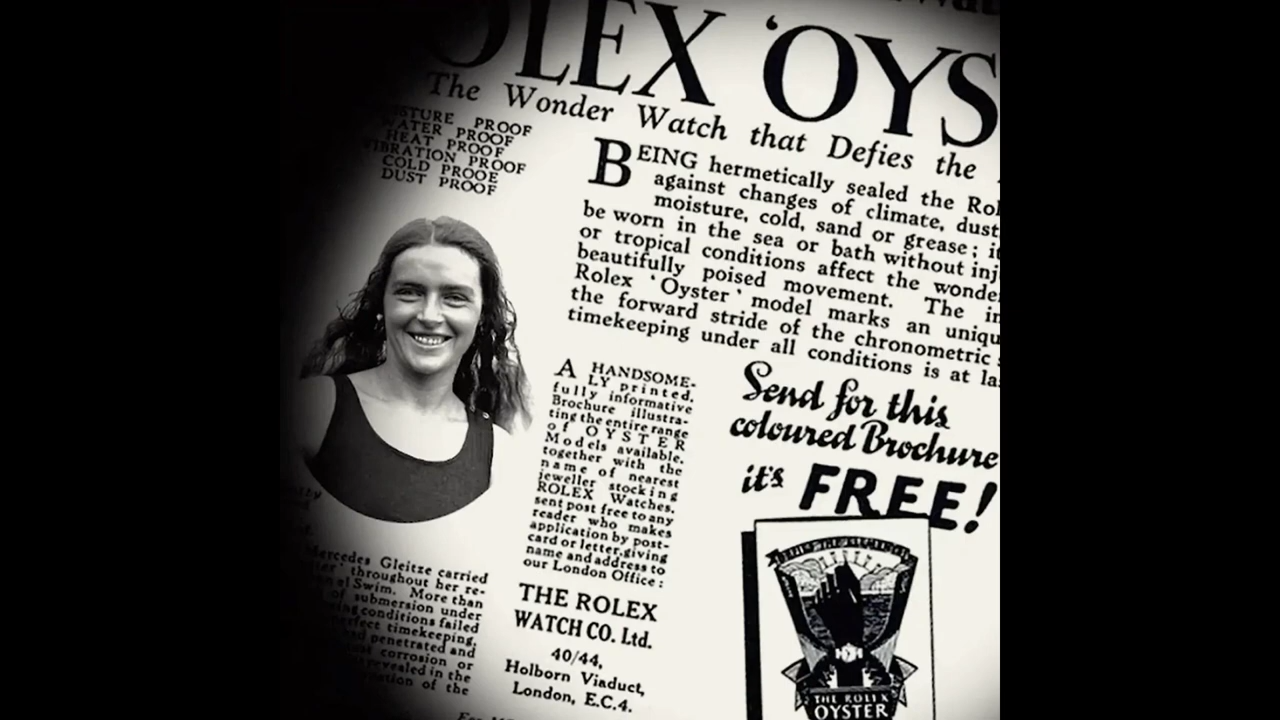 ROLEX 'OYS
The Wonder Watch that Defies the
MOISTURE PROOF
WATER PROOF
HEAT PROOF
VIBRATION PROOF
COLD PROOF
DUST PROOF
BEING hermetically sealed the Rol
against changes of climate, dust
moisture, cold, sand or grease; it
be worn in the sea or bath without inj
or tropical conditions affect the wonde
beautifully poised movement. The in
Rolex 'Oyster' model marks an uniqu
the forward stride of the chronometric
timekeeping under all conditions is at la
A HANDSOME-
LY printed,
fully informative
Brochure illustra-
ting the entire range
of OYSTER
Models available,
together with the
name of nearest
jeweller stocking
ROLEX Watches,
sent post free to any
reader who makes
application by post-
card or letter, giving
name and address to
our London Office:
THE ROLEX
WATCH CO. Ltd.
40/44,
Holborn Viaduct,
London, E.C.4.
Mercedes Gleitze carried
throughout her re-
Swim. More than
of submersion under
conditions failed
perfect timekeeping,
penetrated and
corrosion or
revealed in the
of the
Send for this
coloured Brochure
it's FREE!
THE ROLEX
OYSTER